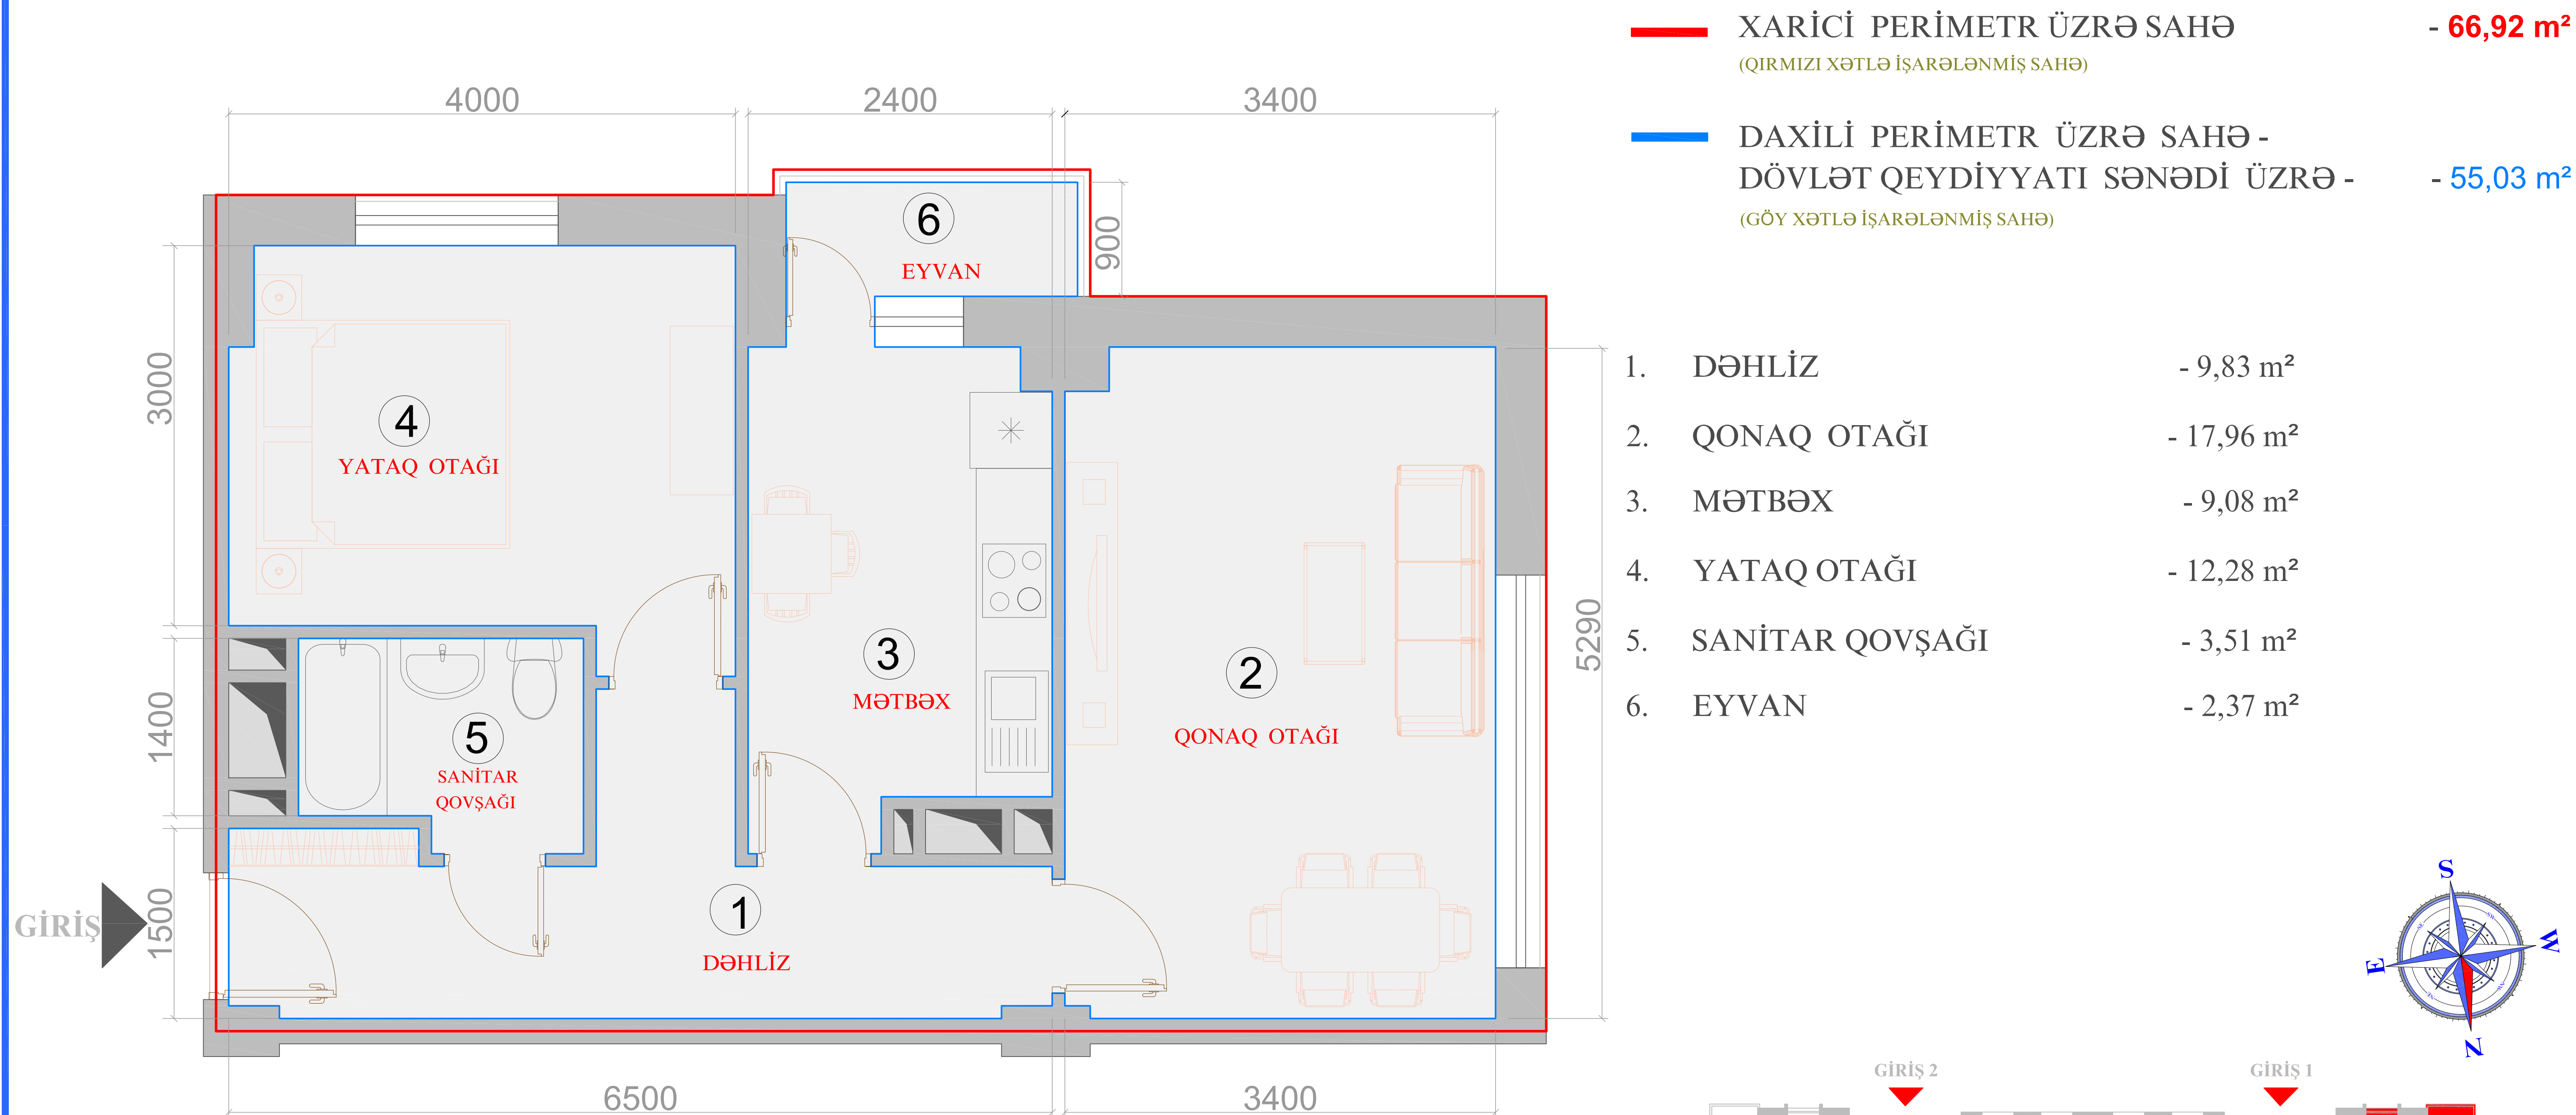 XARİCİ PERİMETR ÜZRƏ SAHƏ - 66,92 m²
(QIRMIZI XƏTLƏ İŞARƏLƏNMİŞ SAHƏ)
DAXİLİ PERİMETR ÜZRƏ SAHƏ -
DÖVLƏT QEYDİYYATI SƏNƏDİ ÜZRƏ - - 55,03 m²
(GÖY XƏTLƏ İŞARƏLƏNMİŞ SAHƏ)
4000
2400
3400
6
EYVAN
900
3000
4
YATAQ OTAĞI
3
MƏTBƏX
2
QONAQ OTAĞI
5290
1400
5
SANİTAR
QOVŞAĞI
GİRİŞ
1500
1
DƏHLİZ
6500
3400
1. DƏHLİZ - 9,83 m²
2. QONAQ OTAĞI - 17,96 m²
3. MƏTBƏX - 9,08 m²
4. YATAQ OTAĞI - 12,28 m²
5. SANİTAR QOVŞAĞI - 3,51 m²
6. EYVAN - 2,37 m²
S
W
E
N
GİRİŞ 2
GİRİŞ 1